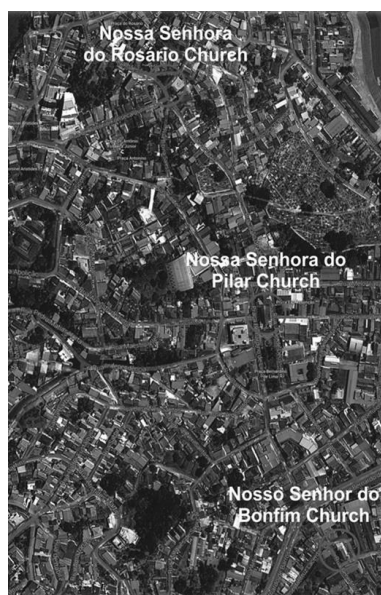 Nossa Senhora
do Rosário Church
Nossa Senhora do
Pilar Church
Nosso Senhor do
Bonfim Church